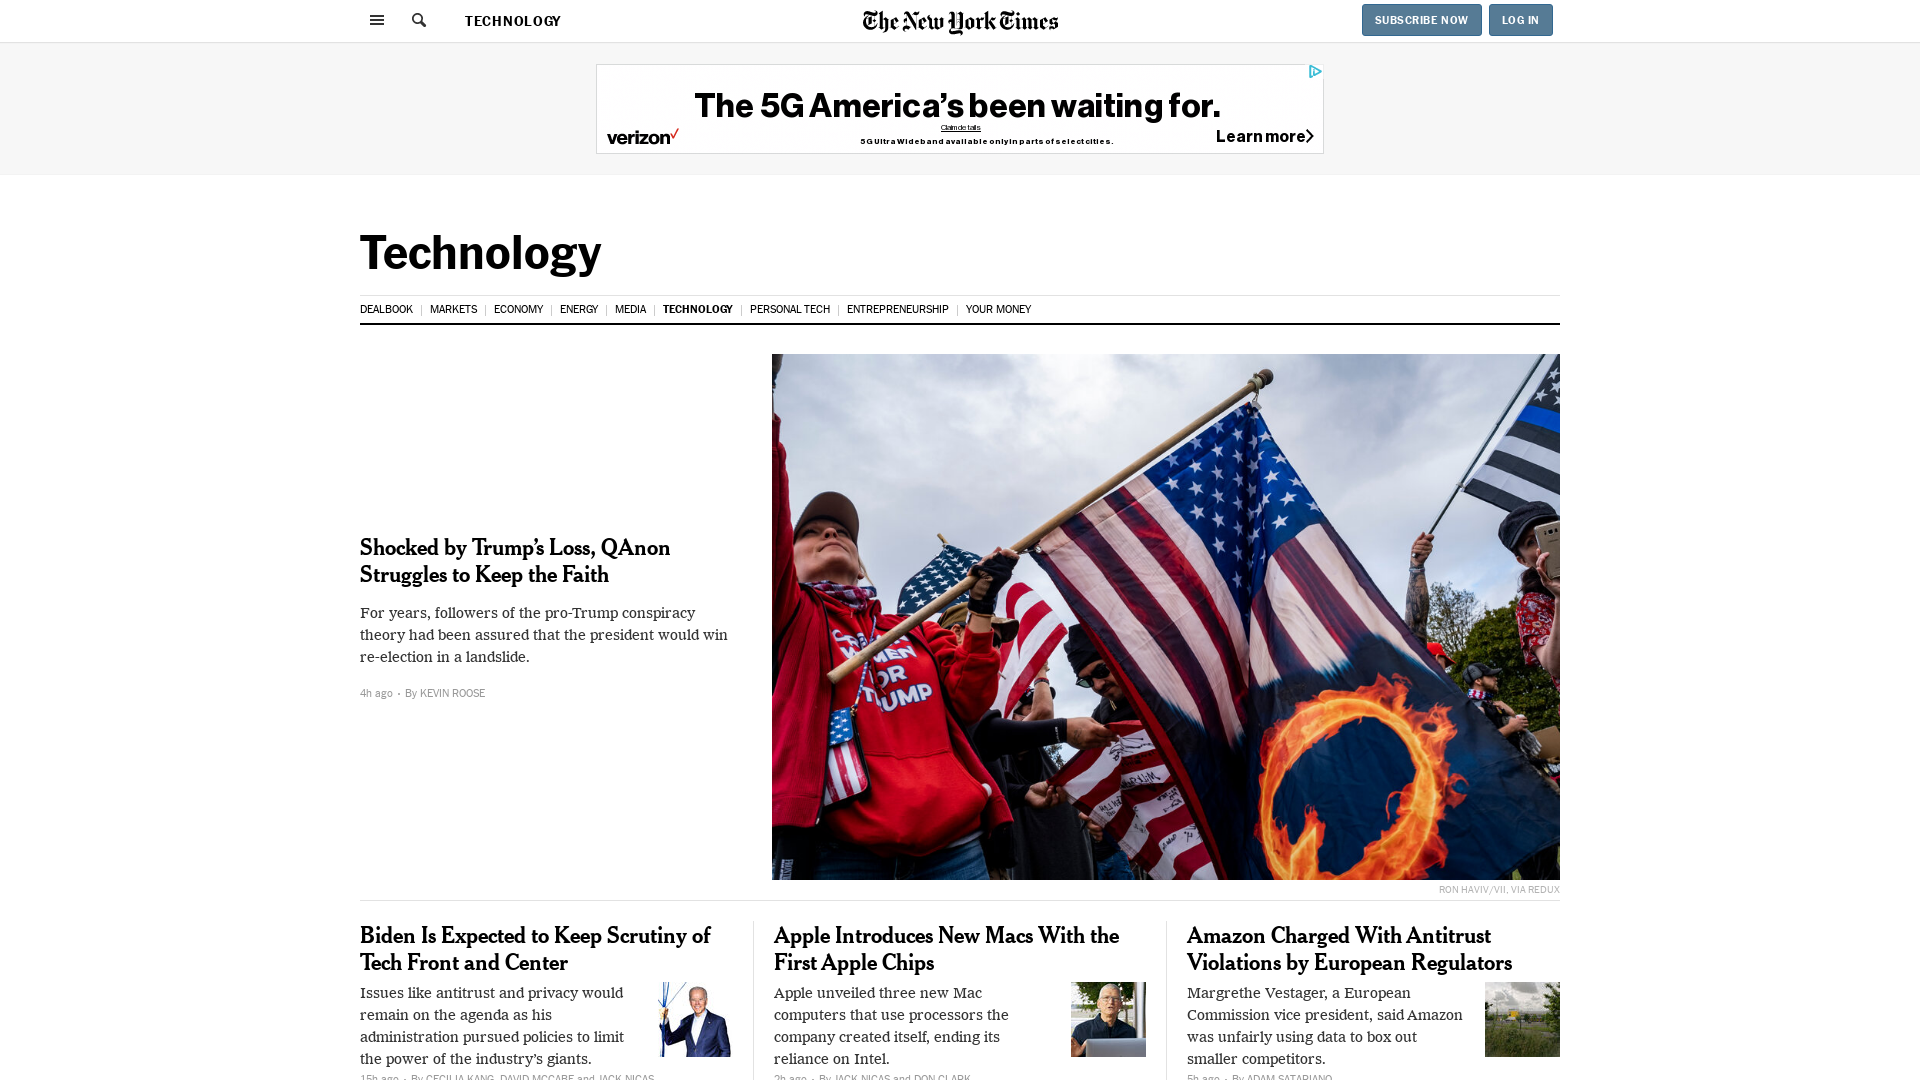 TECHNOLOGY
The New York Times
SUBSCRIBE NOW
LOG IN
The 5G America's been waiting for.
Claim details
verizon✓
5G Ultra Wideband available only in parts of select cities.
Learn more>
Technology
DEALBOOK
MARKETS
ECONOMY
ENERGY
MEDIA
TECHNOLOGY
PERSONAL TECH
ENTREPRENEURSHIP
YOUR MONEY
Shocked by Trump's Loss, QAnon
Struggles to Keep the Faith
For years, followers of the pro-Trump conspiracy
theory had been assured that the president would win
re-election in a landslide.
4h ago • By KEVIN ROOSE
WOMEN
FOR
TRUMP
RON HAVIV/VII, VIA REDUX
Biden Is Expected to Keep Scrutiny of
Tech Front and Center
Issues like antitrust and privacy would
remain on the agenda as his
administration pursued policies to limit
the power of the industry's giants.
15h ago • By CECILIA KANG, DAVID MCCABE and JACK NICAS
Apple Introduces New Macs With the
First Apple Chips
Apple unveiled three new Mac
computers that use processors the
company created itself, ending its
reliance on Intel.
2h ago • By JACK NICAS and DON CLARK
Amazon Charged With Antitrust
Violations by European Regulators
Margrethe Vestager, a European
Commission vice president, said Amazon
was unfairly using data to box out
smaller competitors.
5h ago • By ADAM SATARIANO